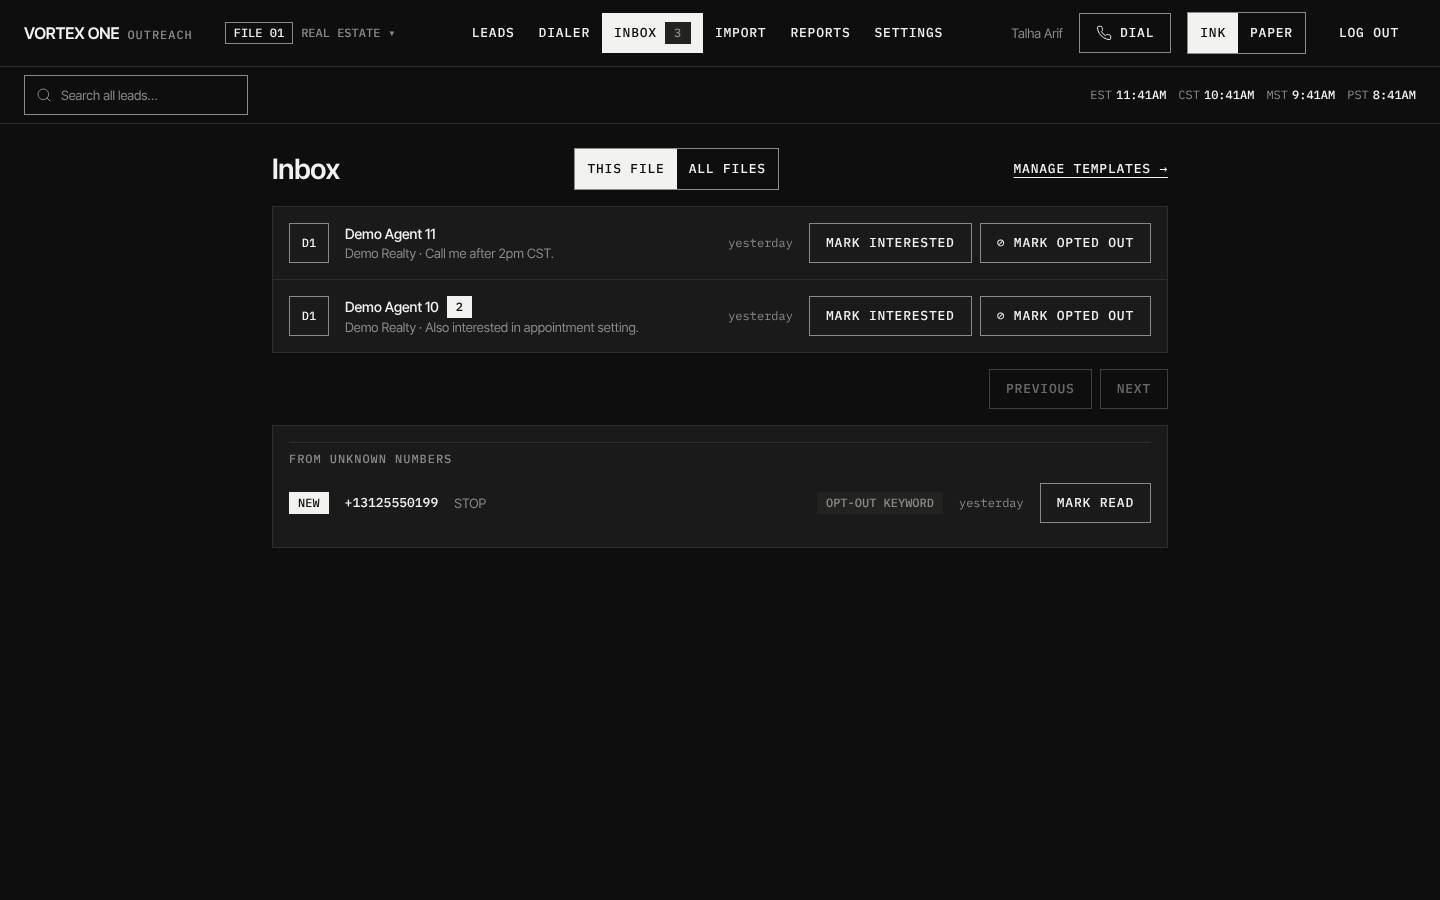 VORTEX ONE OUTREACH FILE 01 REAL ESTATE ▾ LEADS DIALER INBOX 3 IMPORT REPORTS SETTINGS Talha Arif DIAL INK PAPER LOG OUT
Search all leads... EST 11:41AM CST 10:41AM MST 9:41AM PST 8:41AM
Inbox THIS FILE ALL FILES MANAGE TEMPLATES →
D1 Demo Agent 11 yesterday MARK INTERESTED ⊘ MARK OPTED OUT
Demo Realty · Call me after 2pm CST.
D1 Demo Agent 10 2 yesterday MARK INTERESTED ⊘ MARK OPTED OUT
Demo Realty · Also interested in appointment setting.
PREVIOUS NEXT
FROM UNKNOWN NUMBERS
NEW +13125550199 STOP OPT-OUT KEYWORD yesterday MARK READ